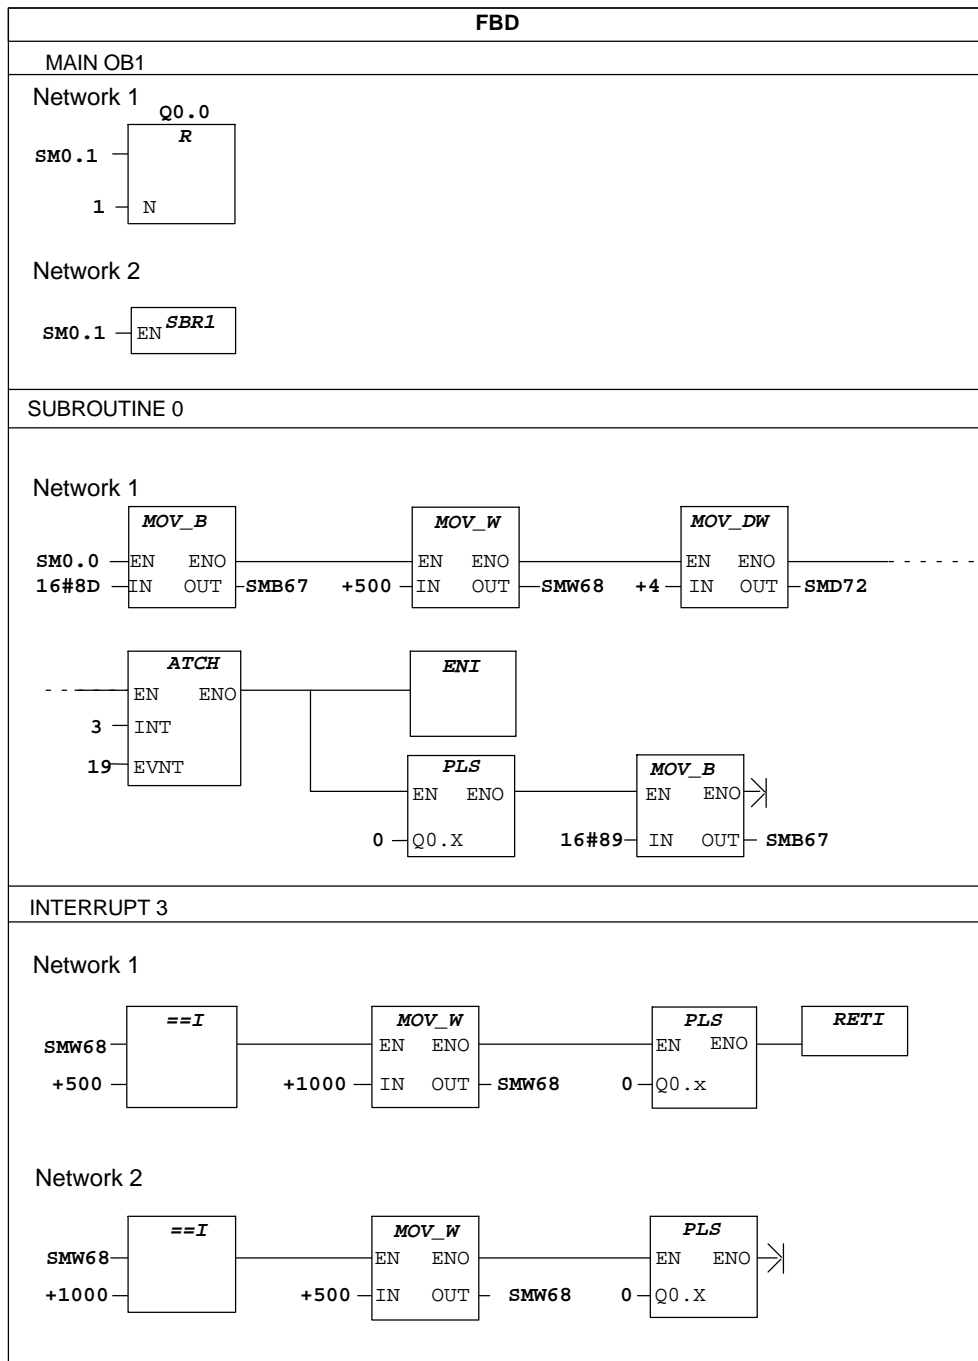 FBD
MAIN OB1
Network 1
Q0.0
R
SM0.1
1 N
Network 2
SM0.1 EN SBR1
SUBROUTINE 0
Network 1
MOV_B MOV_W MOV_DW
SM0.0 EN ENO EN ENO EN ENO
16#8D IN OUT SMB67 +500 IN OUT SMW68 +4 IN OUT SMD72
ATCH ENI
EN ENO
3 INT
19 EVNT
PLS MOV_B
EN ENO EN ENO
0 Q0.X 16#89 IN OUT SMB67
INTERRUPT 3
Network 1
==I MOV_W PLS RETI
SMW68 EN ENO EN ENO
+500 +1000 IN OUT SMW68 0 Q0.x
Network 2
==I MOV_W PLS
SMW68 EN ENO EN ENO
+1000 +500 IN OUT SMW68 0 Q0.X